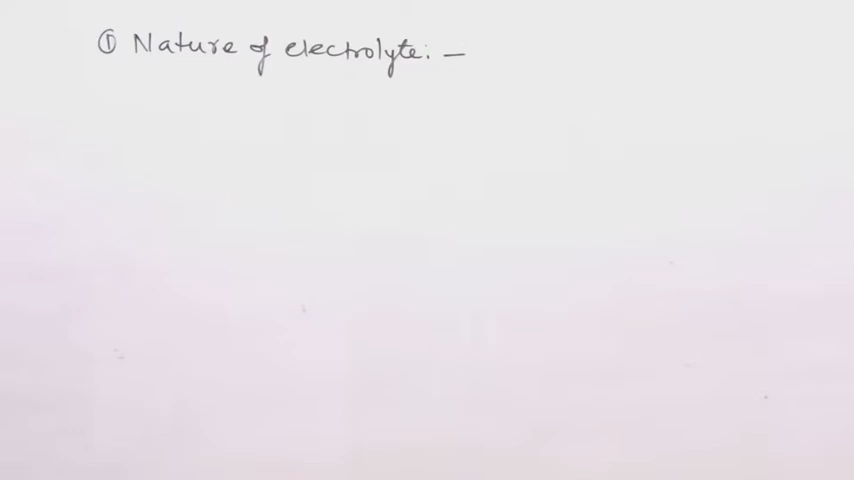 ① Nature of electrolyte: —